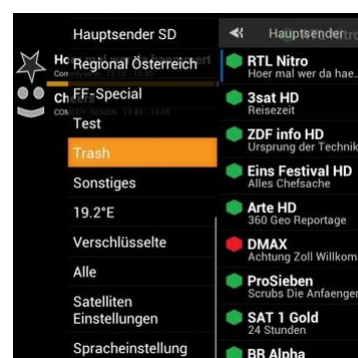 Hauptsender SD
Regional Österreich
FF-Special
Test
Trash
Sonstiges
19.2°E
Verschlüsselte
Alle
Satelliten
Einstellungen
Spracheinstellung
Hauptsender
RTL Nitro
Hoer mal wer da hae..
3sat HD
Reisezeit
ZDF info HD
Ursprung der Technik
Eins Festival HD
Alles Chefsache
Arte HD
360 Geo Reportage
DMAX
Achtung Zoll Willkom
ProSieben
Scrubs Die Anfaenger
SAT 1 Gold
24 Stunden
BR Alpha